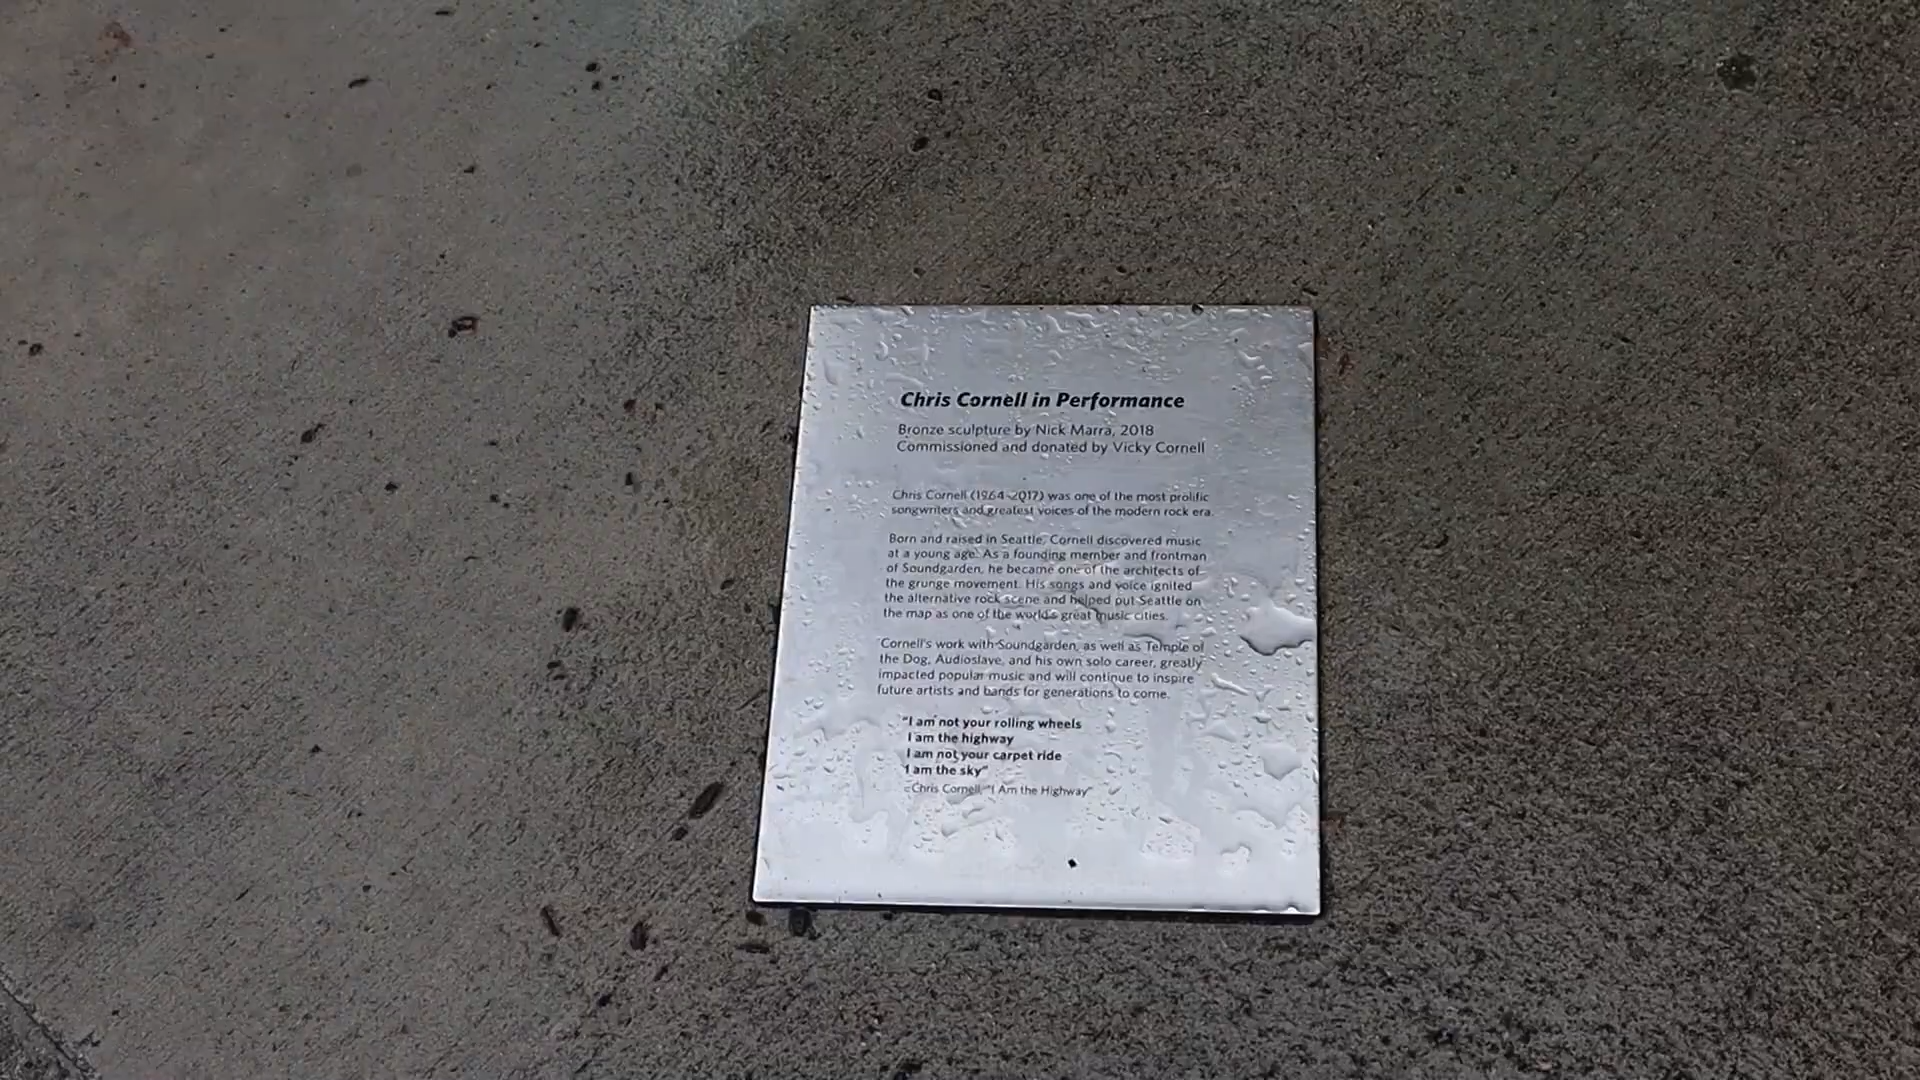 Chris Cornell in Performance
Bronze sculpture by Nick Marra, 2018
Commissioned and donated by Vicky Cornell
Chris Cornell (1964-2017) was one of the most prolific
songwriters and greatest voices of the modern rock era.
Born and raised in Seattle, Cornell discovered music
at a young age. As a founding member and frontman
of Soundgarden, he became one of the architects of
the grunge movement. His songs and voice ignited
the alternative rock scene and helped put Seattle on
the map as one of the world's great music cities.
Cornell's work with Soundgarden, as well as Temple of
the Dog, Audioslave, and his own solo career, greatly
impacted popular music and will continue to inspire
future artists and bands for generations to come.
"I am not your rolling wheels
I am the highway
I am not your carpet ride
I am the sky"
–Chris Cornell, "I Am the Highway"